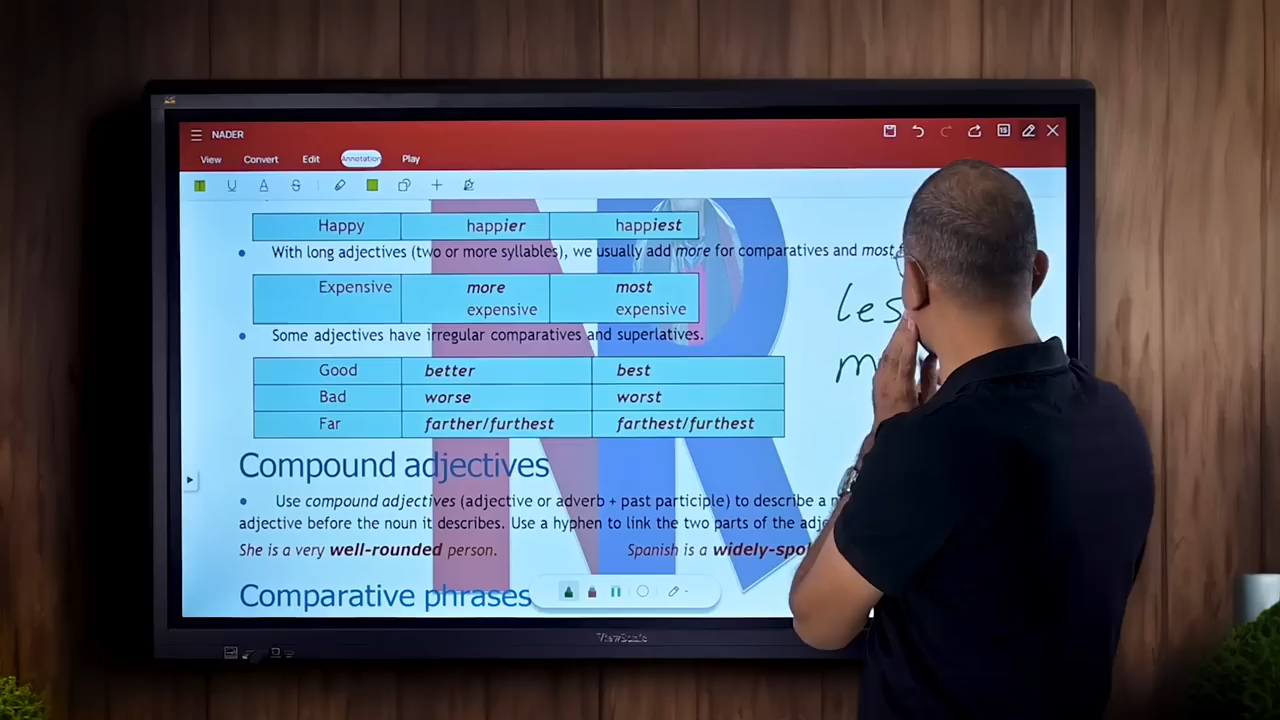 NADER
View Convert Edit Annotation Play
Happy happier happiest
• With long adjectives (two or more syllables), we usually add more for comparatives and most
Expensive more expensive most expensive
• Some adjectives have irregular comparatives and superlatives.
Good better best
Bad worse worst
Far farther/furthest farthest/furthest
Compound adjectives
• Use compound adjectives (adjective or adverb + past participle) to describe a
adjective before the noun it describes. Use a hyphen to link the two parts of the
She is a very well-rounded person. Spanish is a
Comparative phrases
ViewSonic